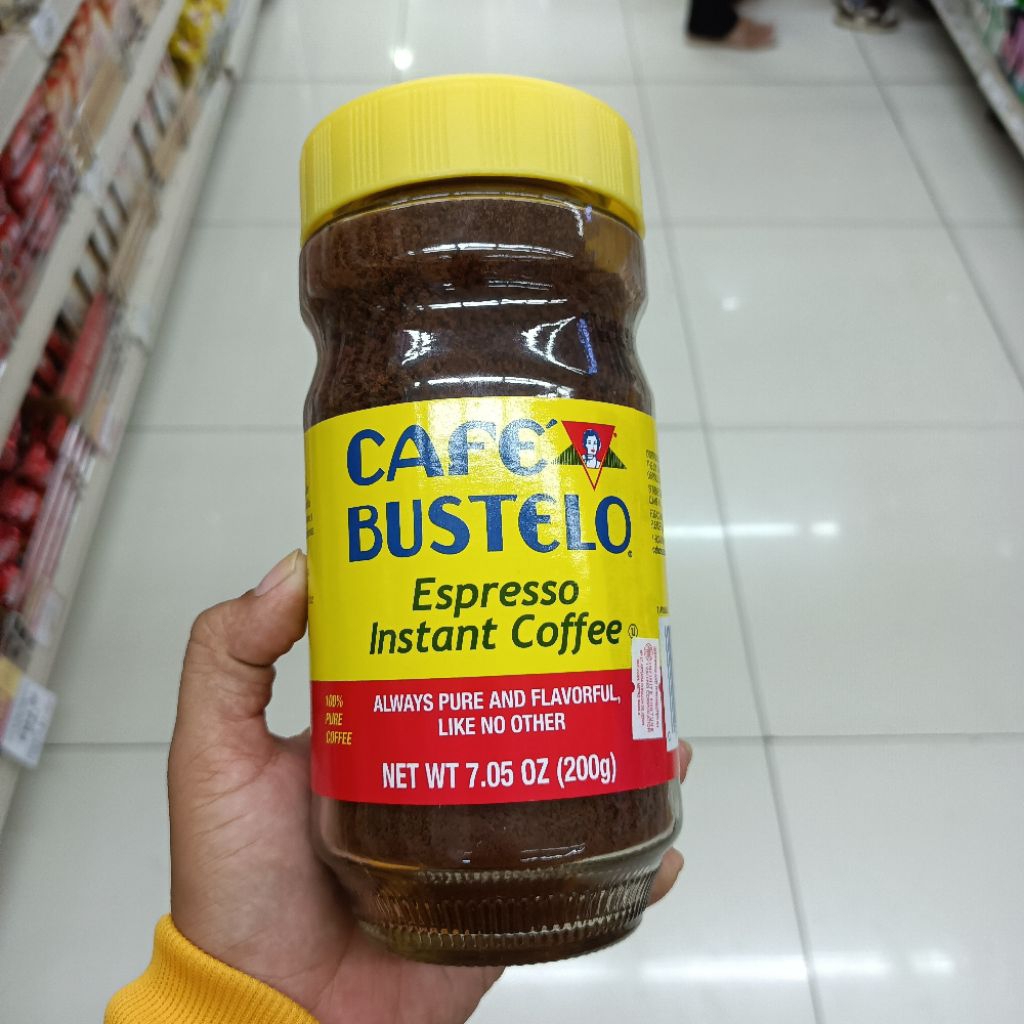 CAFÉ
BUSTELO
Espresso
Instant Coffee
100%
PURE
COFFEE
ALWAYS PURE AND FLAVORFUL,
LIKE NO OTHER
NET WT 7.05 OZ (200g)